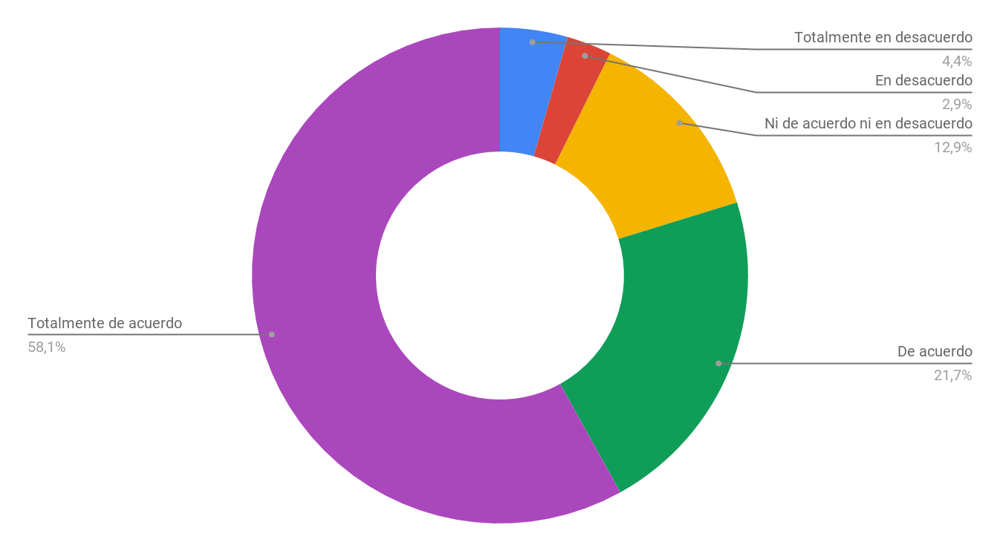 Totalmente en desacuerdo
4,4%
En desacuerdo
2,9%
Ni de acuerdo ni en desacuerdo
12,9%
Totalmente de acuerdo
58,1%
De acuerdo
21,7%